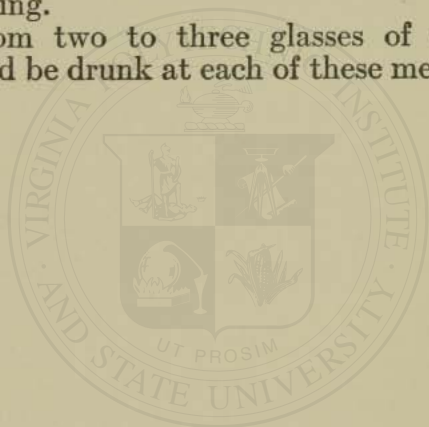 ing.
om two to three glasses of
d be drunk at each of these me
VIRGINIA POLYTECHNIC INSTITUTE
· AND STATE UNIVERSITY ·
UT PROSIM